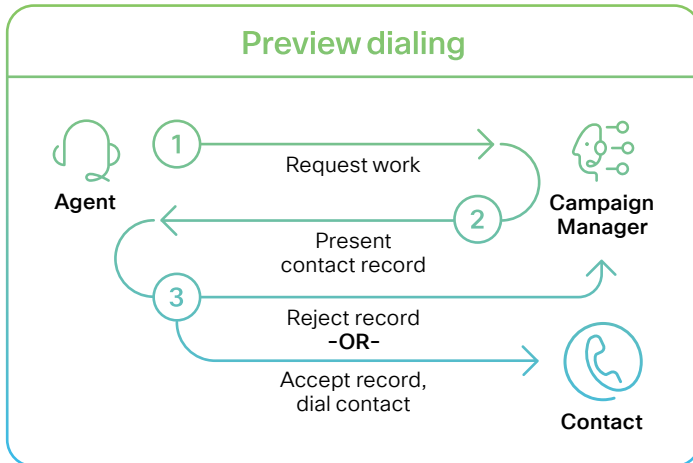 Preview dialing
1
Request work
Agent
Campaign
Manager
2
Present
contact record
3
Reject record
-OR-
Accept record,
dial contact
Contact